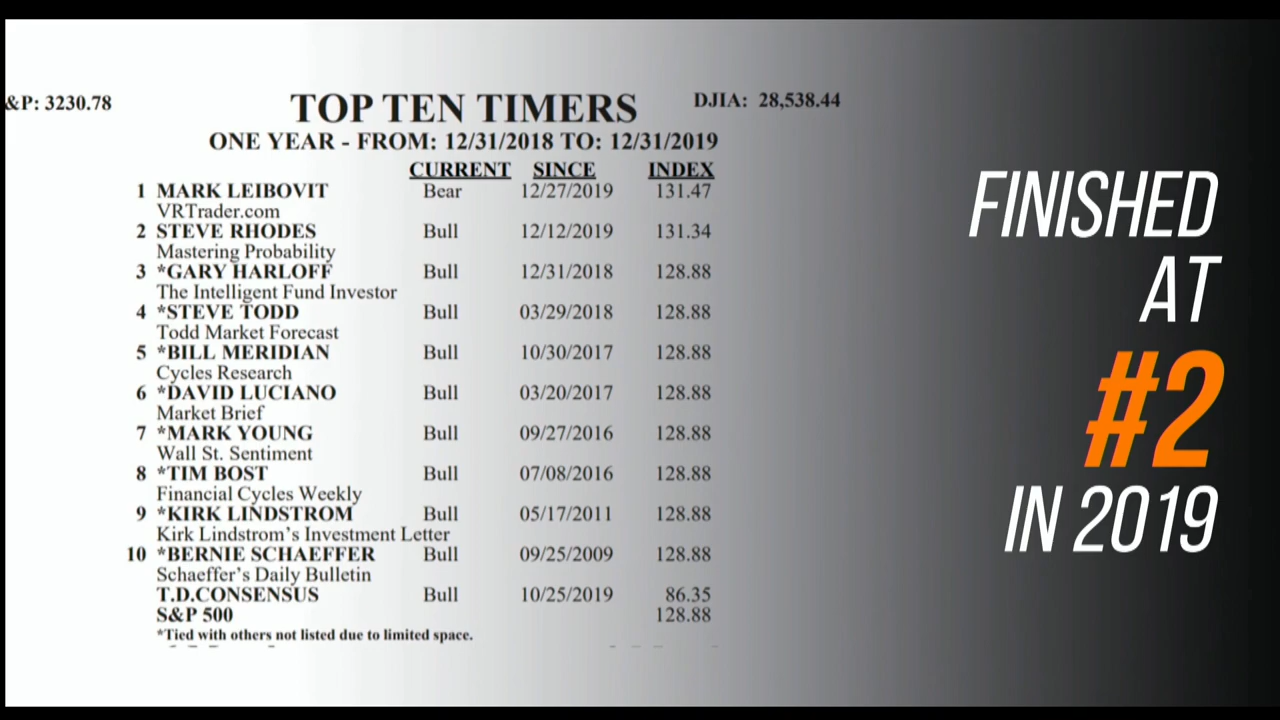 &P: 3230.78
TOP TEN TIMERS
DJIA: 28,538.44
ONE YEAR - FROM: 12/31/2018 TO: 12/31/2019
CURRENT SINCE INDEX
1 MARK LEIBOVIT Bear 12/27/2019 131.47
VRTrader.com
2 STEVE RHODES Bull 12/12/2019 131.34
Mastering Probability
3 *GARY HARLOFF Bull 12/31/2018 128.88
The Intelligent Fund Investor
4 *STEVE TODD Bull 03/29/2018 128.88
Todd Market Forecast
5 *BILL MERIDIAN Bull 10/30/2017 128.88
Cycles Research
6 *DAVID LUCIANO Bull 03/20/2017 128.88
Market Brief
7 *MARK YOUNG Bull 09/27/2016 128.88
Wall St. Sentiment
8 *TIM BOST Bull 07/08/2016 128.88
Financial Cycles Weekly
9 *KIRK LINDSTROM Bull 05/17/2011 128.88
Kirk Lindstrom's Investment Letter
10 *BERNIE SCHAEFFER Bull 09/25/2009 128.88
Schaeffer's Daily Bulletin
T.D.CONSENSUS Bull 10/25/2019 86.35
S&P 500 128.88
*Tied with others not listed due to limited space.
FINISHED
AT
#2
IN 2019